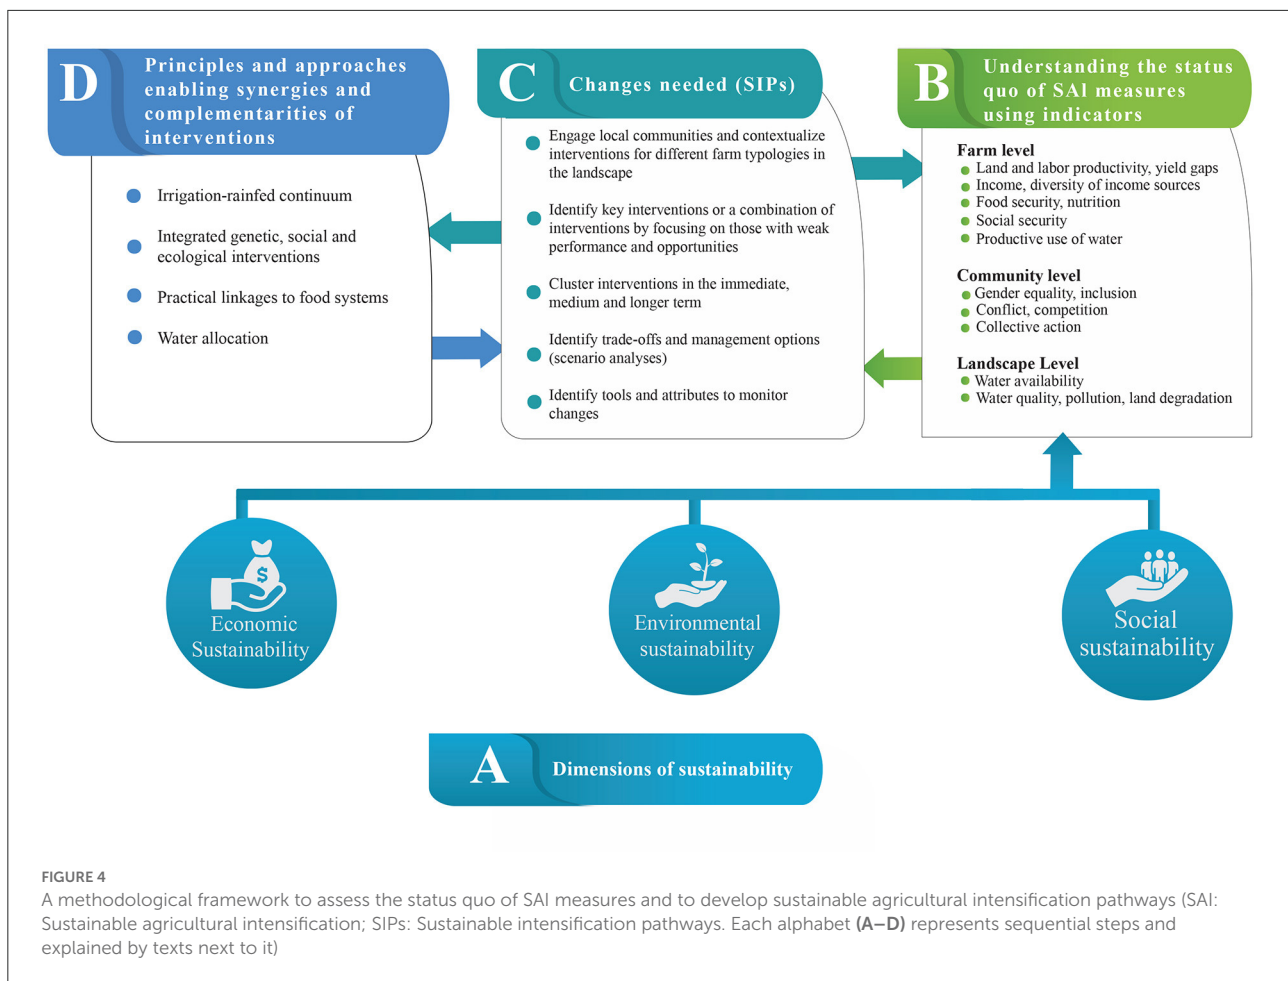 D
Principles and approaches
enabling synergies and
complementarities of
interventions
Irrigation-rainfed continuum
Integrated genetic, social and
ecological interventions
Practical linkages to food systems
Water allocation
C
Changes needed (SIPs)
Engage local communities and contextualize
interventions for different farm typologies in
the landscape
Identify key interventions or a combination of
interventions by focusing on those with weak
performance and opportunities
Cluster interventions in the immediate,
medium and longer term
Identify trade-offs and management options
(scenario analyses)
Identify tools and attributes to monitor
changes
B
Understanding the status
quo of SAI measures
using indicators
Farm level
Land and labor productivity, yield gaps
Income, diversity of income sources
Food security, nutrition
Social security
Productive use of water
Community level
Gender equality, inclusion
Conflict, competition
Collective action
Landscape Level
Water availability
Water quality, pollution, land degradation
$
Economic
Sustainability
Environmental
sustainability
Social
sustainability
A
Dimensions of sustainability
FIGURE 4
A methodological framework to assess the status quo of SAI measures and to develop sustainable agricultural intensification pathways (SAI:
Sustainable agricultural intensification; SIPs: Sustainable intensification pathways. Each alphabet (A–D) represents sequential steps and
explained by texts next to it)